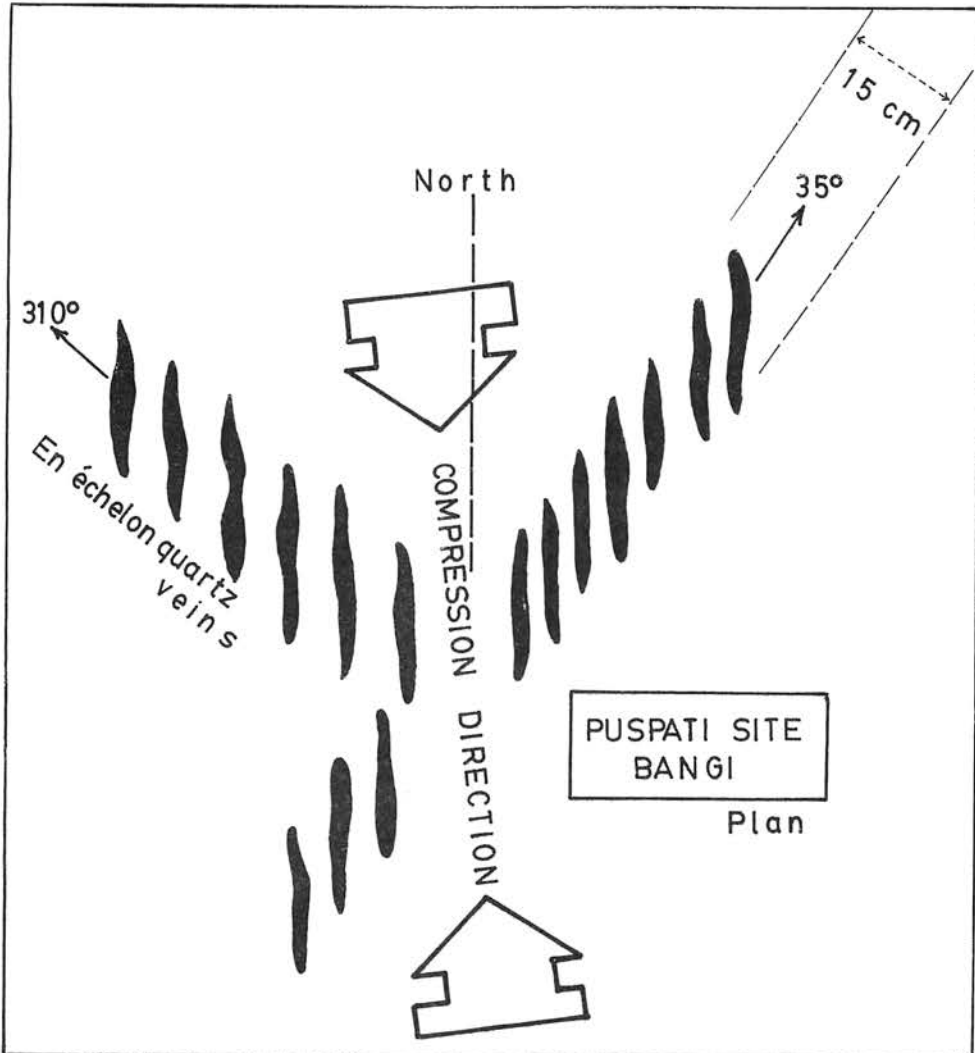 15 cm
North
35°
310°
En échelon quartz
veins
COMPRESSION DIRECTION
PUSPATI SITE
BANGI
Plan